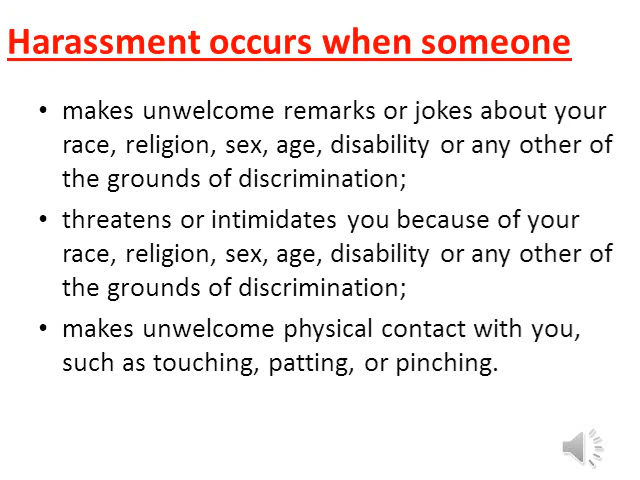 Harassment occurs when someone
• makes unwelcome remarks or jokes about your
race, religion, sex, age, disability or any other of
the grounds of discrimination;
• threatens or intimidates you because of your
race, religion, sex, age, disability or any other of
the grounds of discrimination;
• makes unwelcome physical contact with you,
such as touching, patting, or pinching.